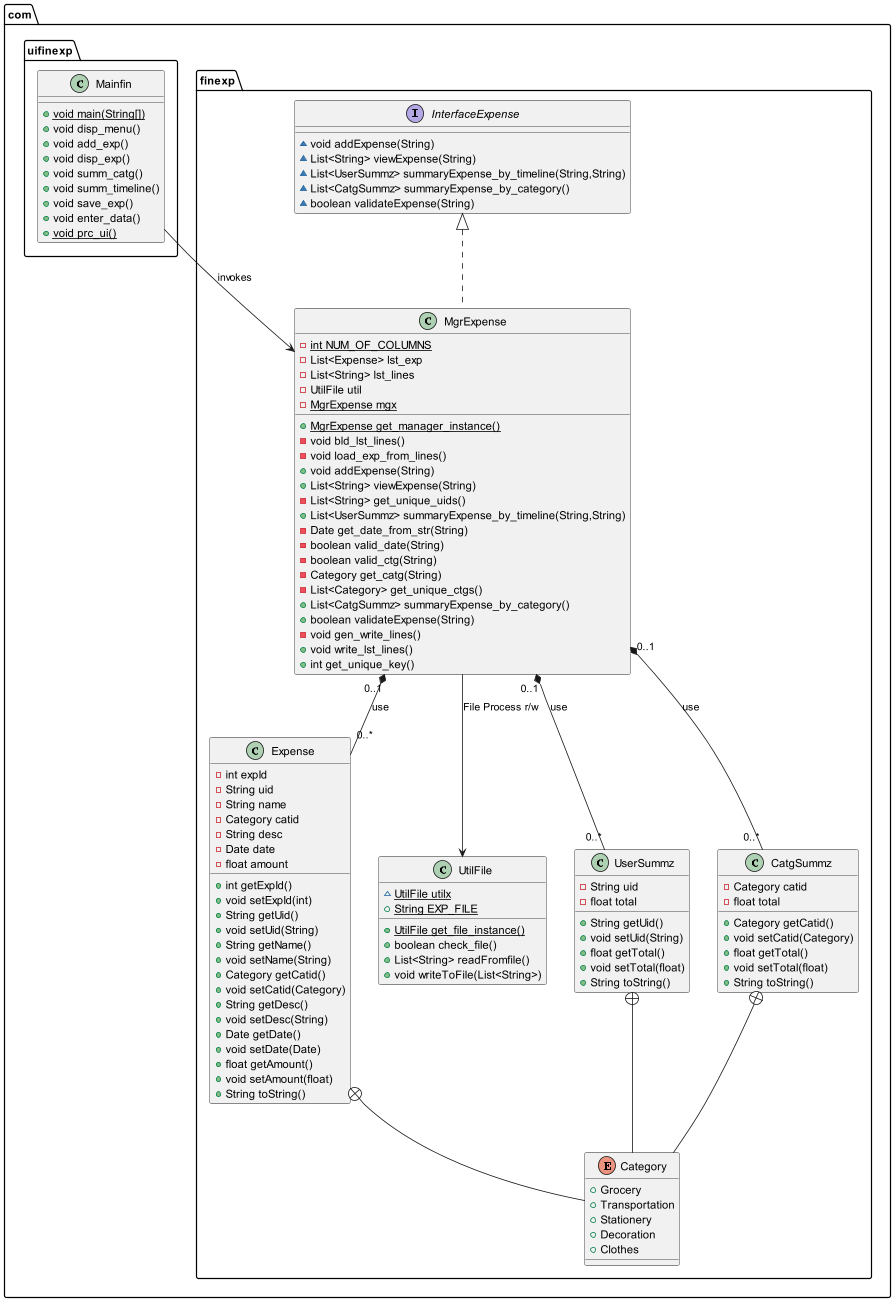 com
uifinexp
C Mainfin
void main(String[])
void disp_menu()
void add_exp()
void disp_exp()
void summ_catg()
void summ_timeline()
void save_exp()
void enter_data()
void prc_ui()
finexp
I InterfaceExpense
void addExpense(String)
List<String> viewExpense(String)
List<UserSummz> summaryExpense_by_timeline(String,String)
List<CatgSummz> summaryExpense_by_category()
boolean validateExpense(String)
invokes
C MgrExpense
int NUM_OF_COLUMNS
List<Expense> lst_exp
List<String> lst_lines
UtilFile util
MgrExpense mgx
MgrExpense get_manager_instance()
void bld_lst_lines()
void load_exp_from_lines()
void addExpense(String)
List<String> viewExpense(String)
List<String> get_unique_uids()
List<UserSummz> summaryExpense_by_timeline(String,String)
Date get_date_from_str(String)
boolean valid_date(String)
boolean valid_ctg(String)
Category get_catg(String)
List<Category> get_unique_ctgs()
List<CatgSummz> summaryExpense_by_category()
boolean validateExpense(String)
void gen_write_lines()
void write_lst_lines()
int get_unique_key()
0..1
0..1
0..1
use
File Process r/w
use
use
0..*
0..*
0..*
C Expense
int expId
String uid
String name
Category catid
String desc
Date date
float amount
int getExpId()
void setExpId(int)
String getUid()
void setUid(String)
String getName()
void setName(String)
Category getCatid()
void setCatid(Category)
String getDesc()
void setDesc(String)
Date getDate()
void setDate(Date)
float getAmount()
void setAmount(float)
String toString()
C UtilFile
UtilFile utilx
String EXP_FILE
UtilFile get_file_instance()
boolean check_file()
List<String> readFromfile()
void writeToFile(List<String>)
C UserSummz
String uid
float total
String getUid()
void setUid(String)
float getTotal()
void setTotal(float)
String toString()
C CatgSummz
Category catid
float total
Category getCatid()
void setCatid(Category)
float getTotal()
void setTotal(float)
String toString()
E Category
Grocery
Transportation
Stationery
Decoration
Clothes